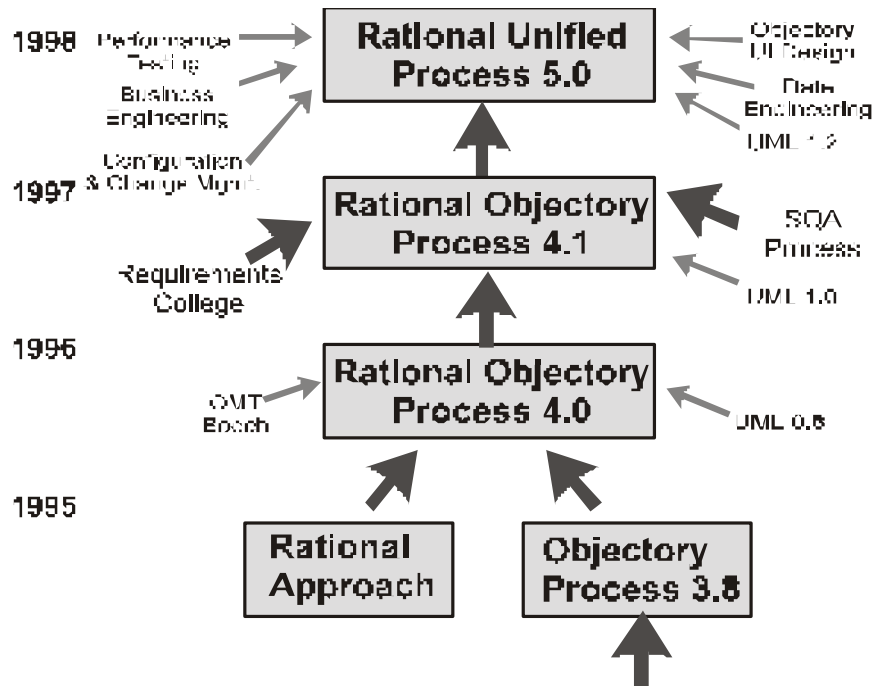 1998
Performance
Testing
Business
Engineering
Configuration
& Change Mgmt.
Rational Unified
Process 5.0
Objectory
UI Design
Data
Engineering
UML 1.2
1997
Requirements
College
Rational Objectory
Process 4.1
SQA
Process
UML 1.0
1996
OMT
Booch
Rational Objectory
Process 4.0
UML
1995
Rational
Approach
Objectory
Process 3.8